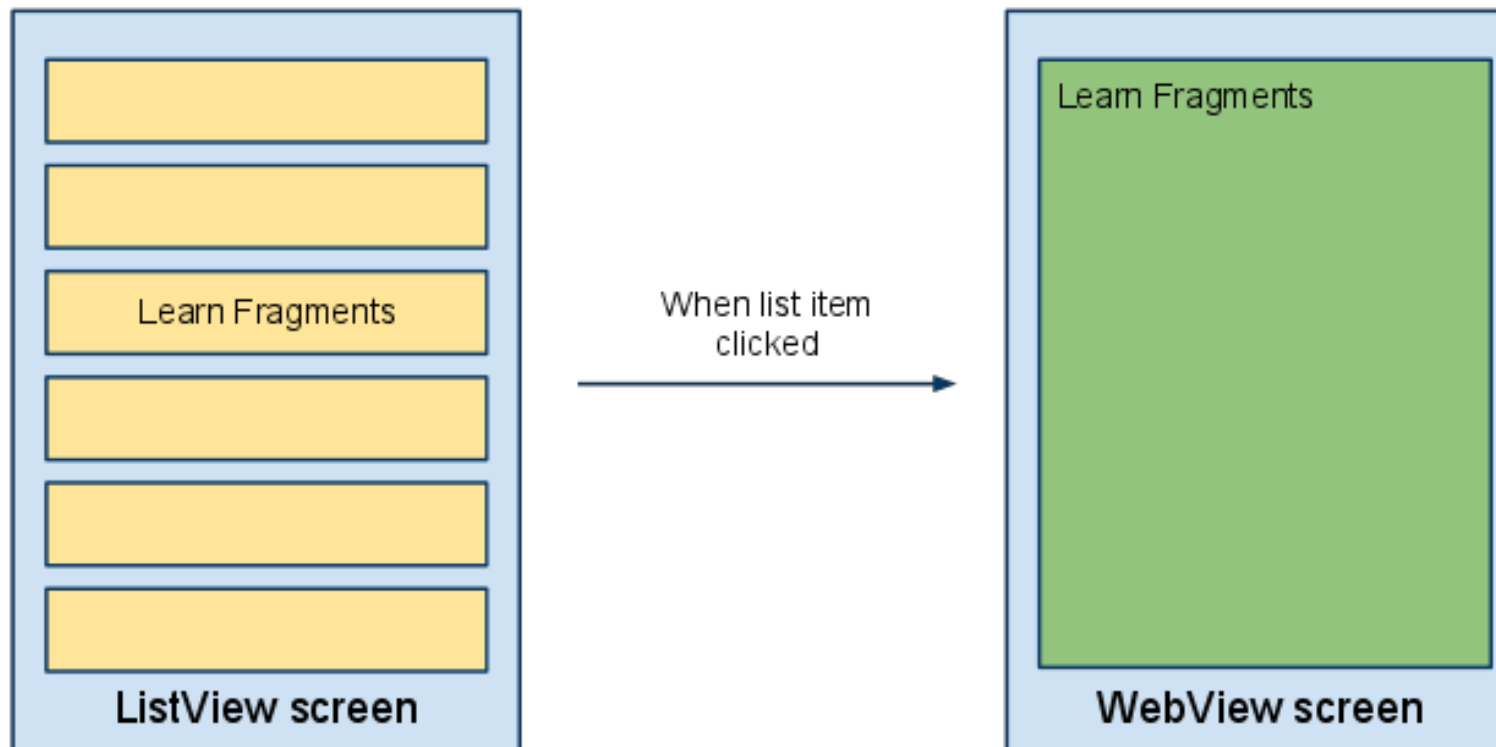 Learn Fragments
ListView screen
When list item
clicked
Learn Fragments
WebView screen